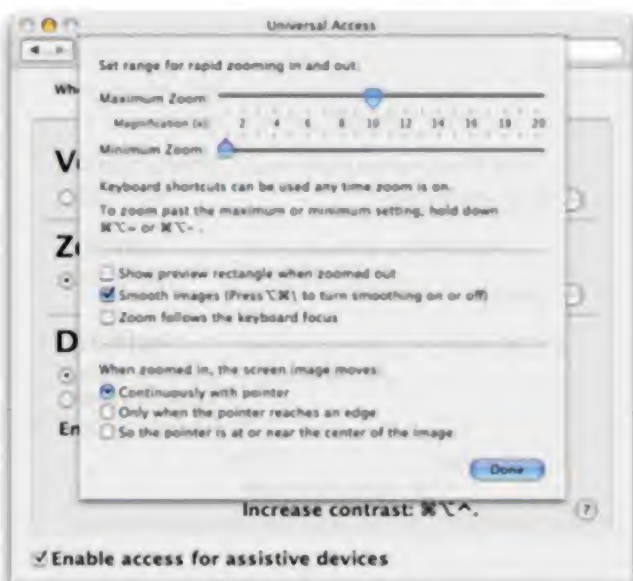 Universal Access
Wh
Set range for rapid zooming in and out:
Maximum Zoom:
Magnification (x): 2 4 6 8 10 12 14 16 18 20
Minimum Zoom:
Keyboard shortcuts can be used any time zoom is on.
To zoom past the maximum or minimum setting, hold down
⌘⌥= or ⌘⌥- .
Show preview rectangle when zoomed out
Smooth images (Press ⌥⌘\ to turn smoothing on or off)
Zoom follows the keyboard focus
When zoomed in, the screen image moves:
Continuously with pointer
Only when the pointer reaches an edge
So the pointer is at or near the center of the image
Done
En
Increase contrast: ⌘⌥^.
?
Enable access for assistive devices